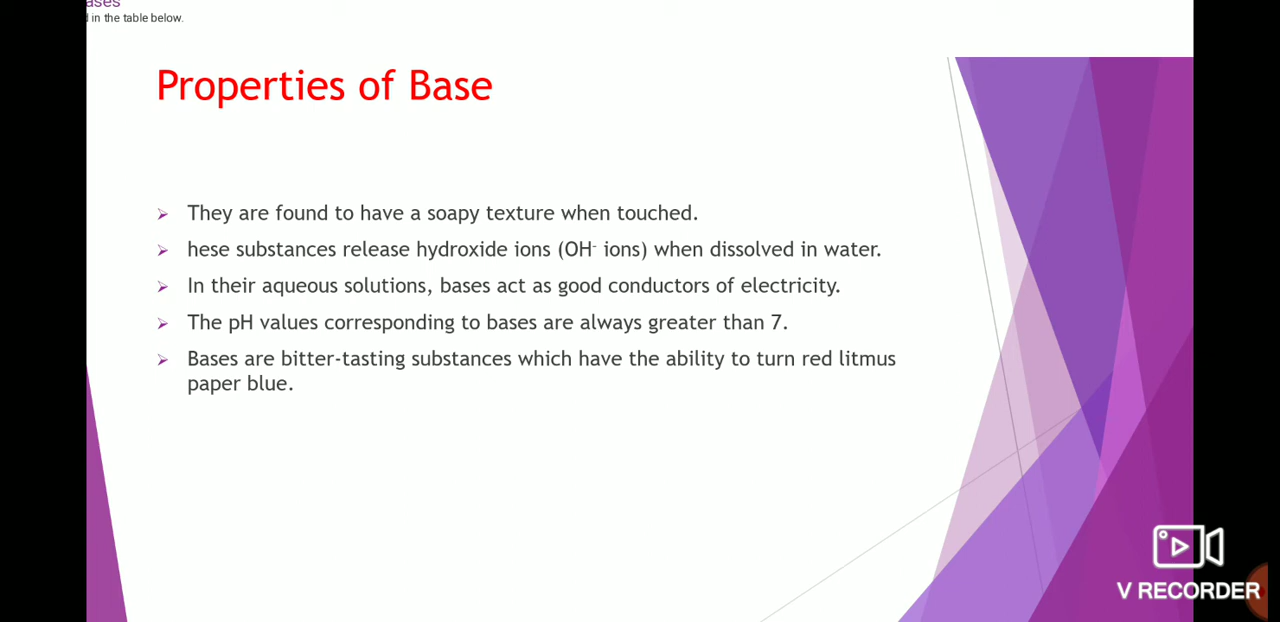 ases
d in the table below.
Properties of Base
They are found to have a soapy texture when touched.
hese substances release hydroxide ions (OH⁻ ions) when dissolved in water.
In their aqueous solutions, bases act as good conductors of electricity.
The pH values corresponding to bases are always greater than 7.
Bases are bitter-tasting substances which have the ability to turn red litmus
paper blue.
V RECORDER